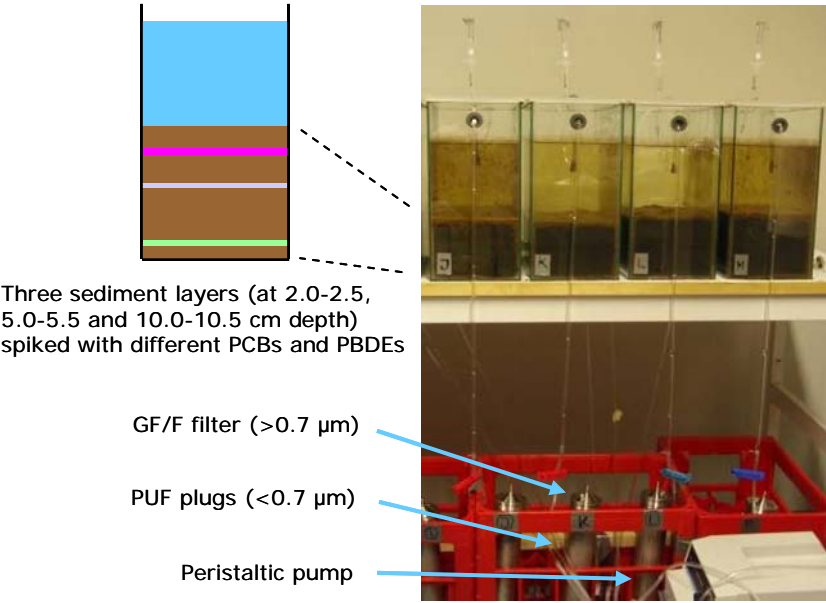 Three sediment layers (at 2.0-2.5,
5.0-5.5 and 10.0-10.5 cm depth)
spiked with different PCBs and PBDEs
GF/F filter (>0.7 µm)
PUF plugs (<0.7 µm)
Peristaltic pump
J
K
L
M
J
K
L